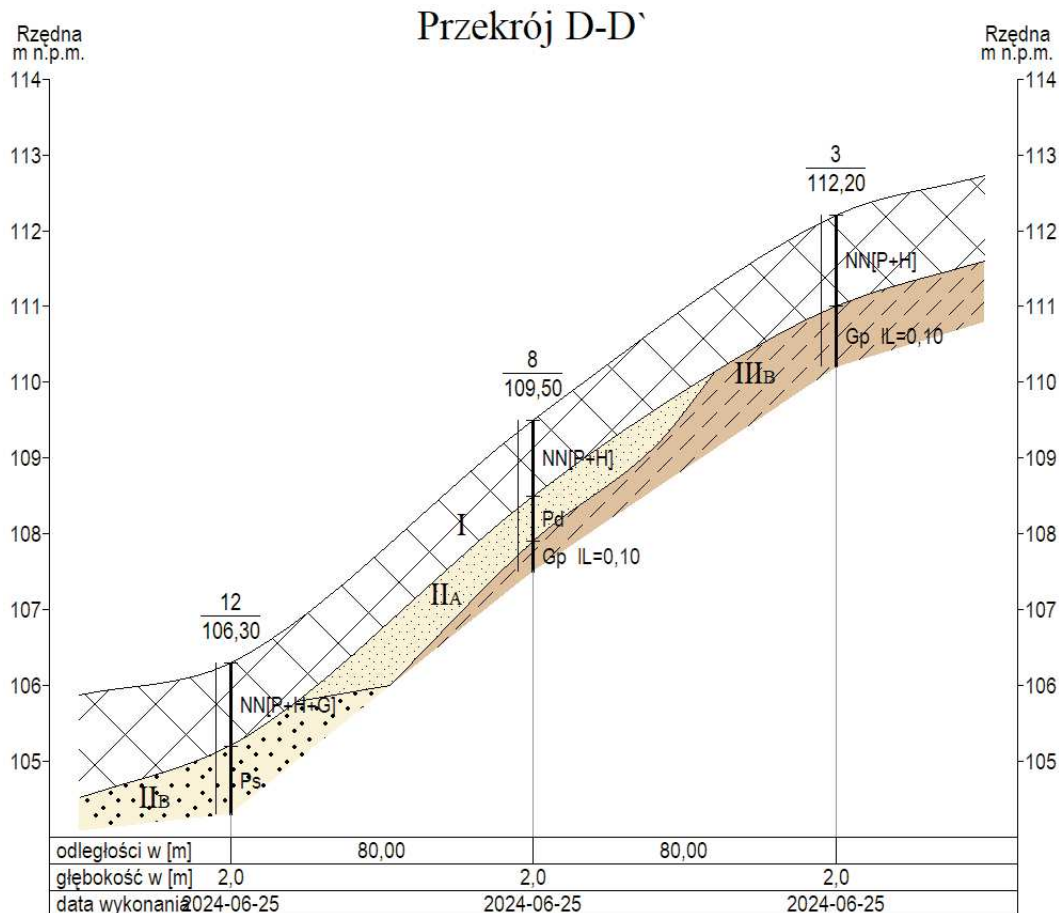 Przekrój D-D`
Rzędna
m n.p.m.
Rzędna
m n.p.m.
114
114
113
113
3
112,20
112
112
NN[P+H]
111
111
Gp IL=0,10
IIIB
110
110
8
109,50
109
NN[P+H]
109
I
Pd
108
108
Gp IL=0,10
IIA
107
107
12
106,30
106
106
NN[P+H+G]
105
105
Ps
IIB
odległości w [m] 80,00 80,00
głębokość w [m] 2,0 2,0 2,0
data wykonania 2024-06-25 2024-06-25 2024-06-25